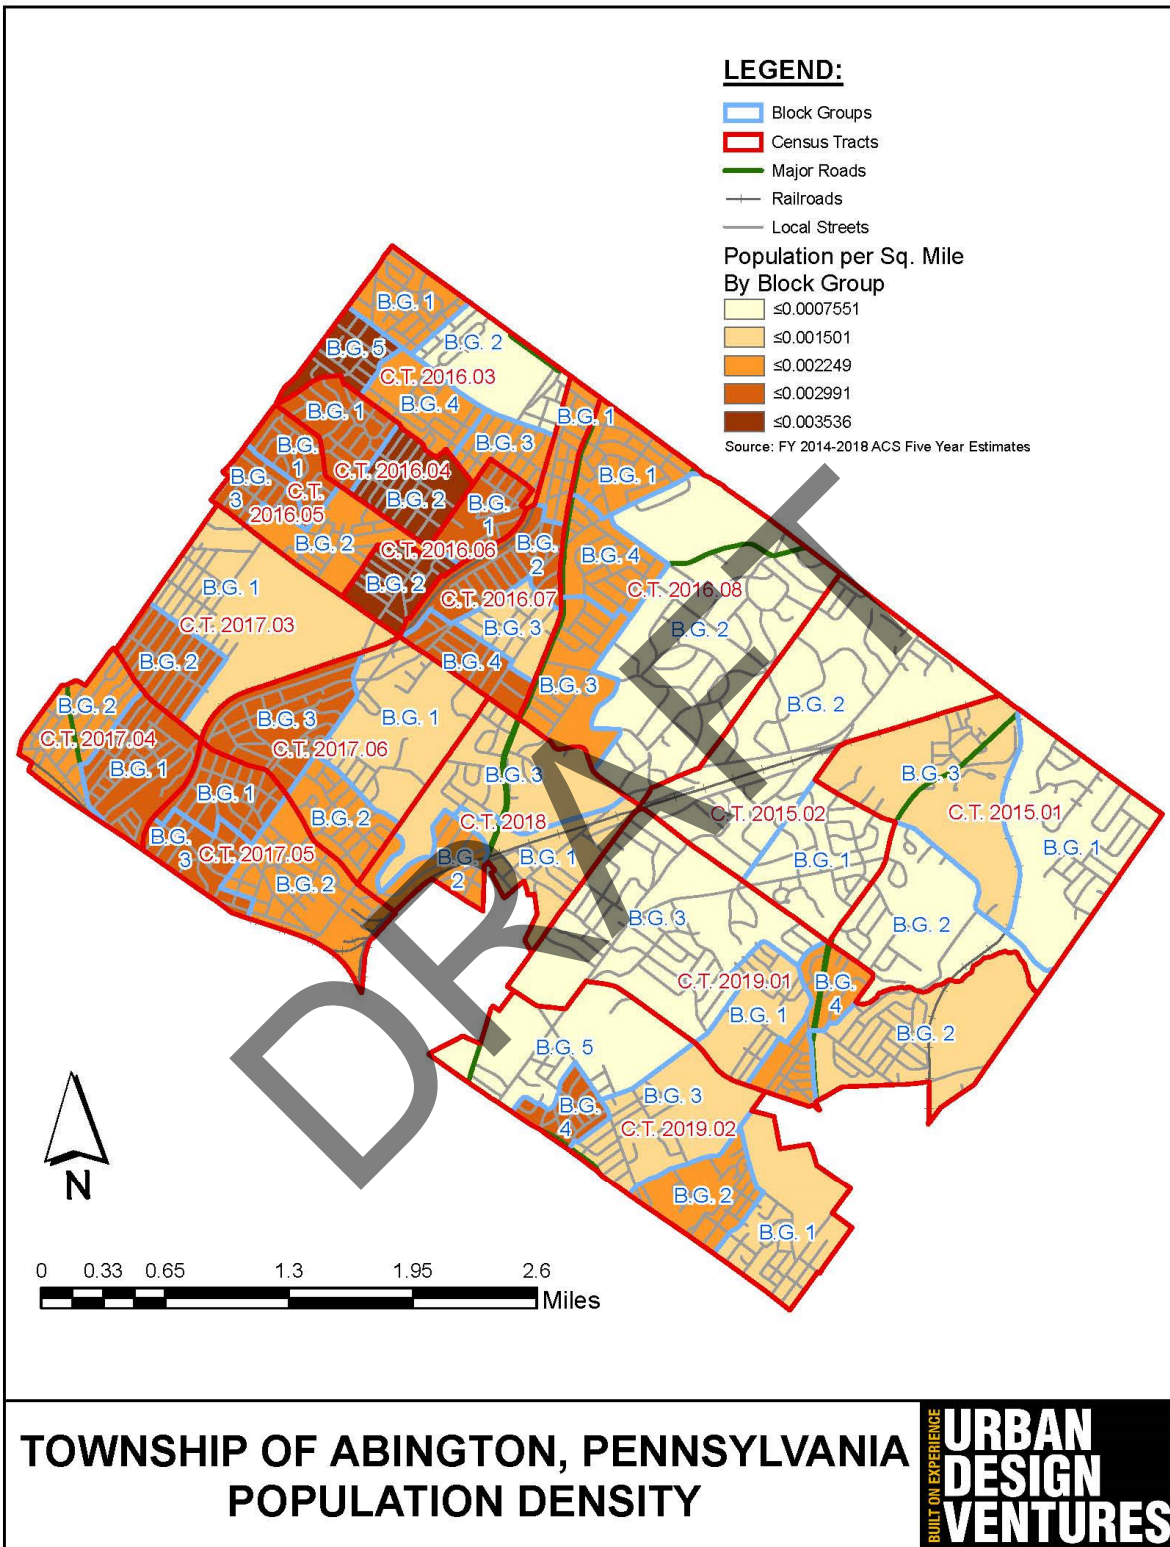 LEGEND:
Block Groups
Census Tracts
Major Roads
Railroads
Local Streets
Population per Sq. Mile
By Block Group
≤0.0007551
≤0.001501
≤0.002249
≤0.002991
≤0.003536
Source: FY 2014-2018 ACS Five Year Estimates
B.G. 1
B.G. 2
B.G. 5
C.T. 2016.03
B.G. 4
B.G. 1
B.G. 1
B.G. 3
B.G.
1
C.T. 2016.04
B.G. 1
B.G.
3
C.T.
2016.05
B.G. 2
B.G.
1
B.G. 2
C.T. 2016.06
B.G.
2
B.G. 4
B.G. 1
B.G. 2
C.T. 2016.07
C.T. 2016.08
C.T. 2017.03
B.G. 3
B.G. 2
B.G. 2
B.G. 4
B.G. 3
B.G. 2
B.G. 2
B.G. 3
B.G. 1
C.T. 2017.04
C.T. 2017.06
B.G. 1
B.G. 3
B.G. 3
B.G. 1
C.T. 2018
C.T. 2015.02
C.T. 2015.01
B.G. 2
B.G.
3
C.T. 2017.05
B.G. 2
B.G.
2
B.G. 1
B.G. 1
B.G. 1
B.G. 3
B.G. 2
C.T. 2019.01
B.G. 1
B.G.
4
B.G. 2
B.G. 5
B.G. 3
B.G.
4
C.T. 2019.02
B.G. 2
B.G. 1
DRAFT
N
0 0.33 0.65 1.3 1.95 2.6
Miles
TOWNSHIP OF ABINGTON, PENNSYLVANIA
POPULATION DENSITY
BUILT ON EXPERIENCE
URBAN
DESIGN
VENTURES